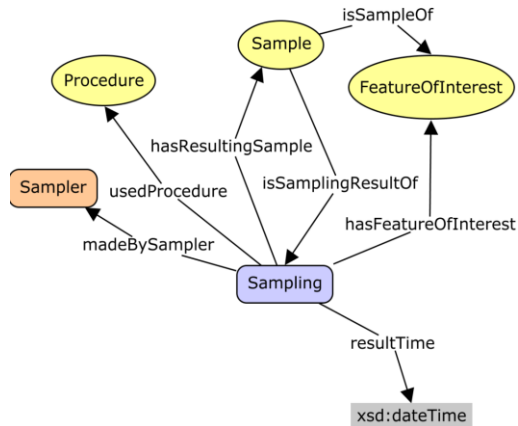 isSampleOf
Sample
Procedure
FeatureOfInterest
hasResultingSample
Sampler
usedProcedure
isSamplingResultOf
hasFeatureOfInterest
madeBySampler
Sampling
resultTime
xsd:dateTime